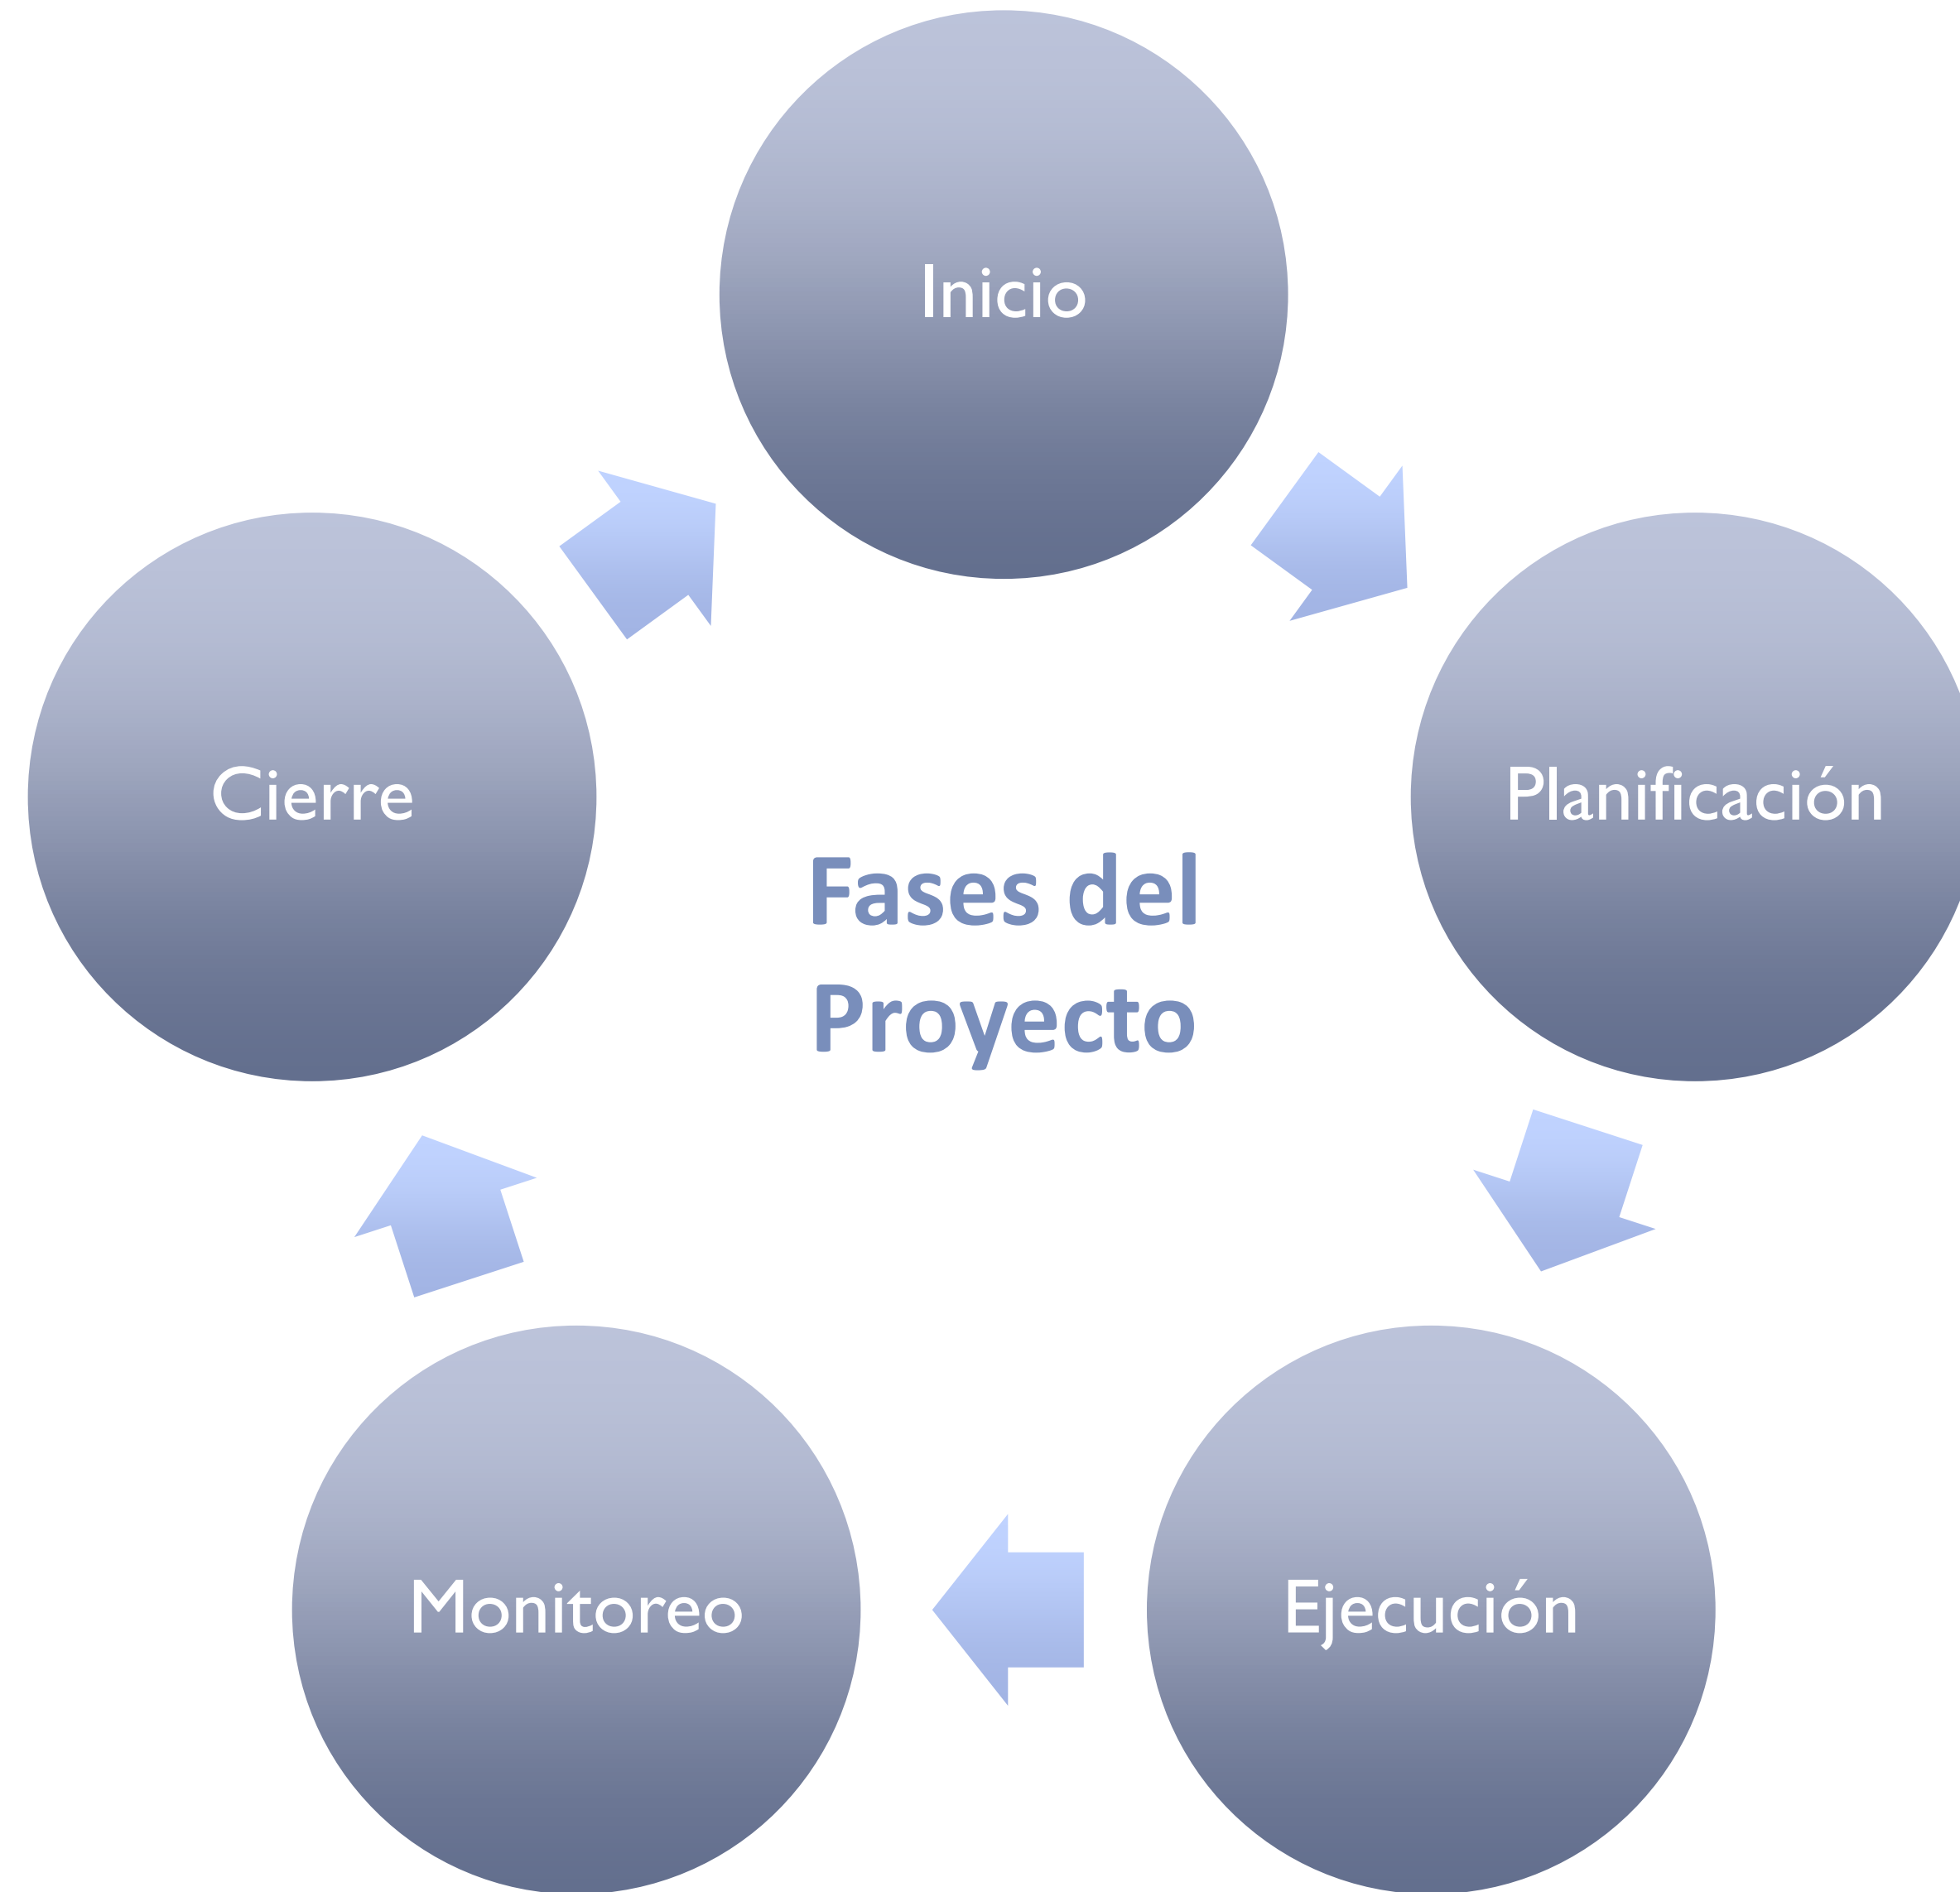 Inicio
Planificación
Ejecución
Monitoreo
Cierre
Fases del
Proyecto